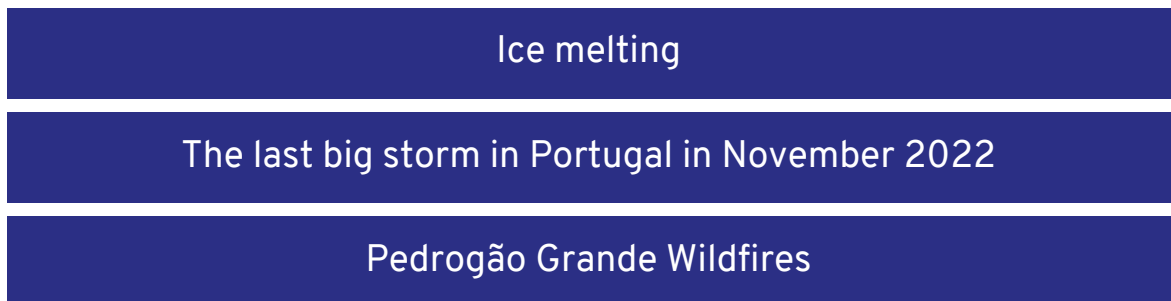 Ice melting
The last big storm in Portugal in November 2022
Pedrogão Grande Wildfires